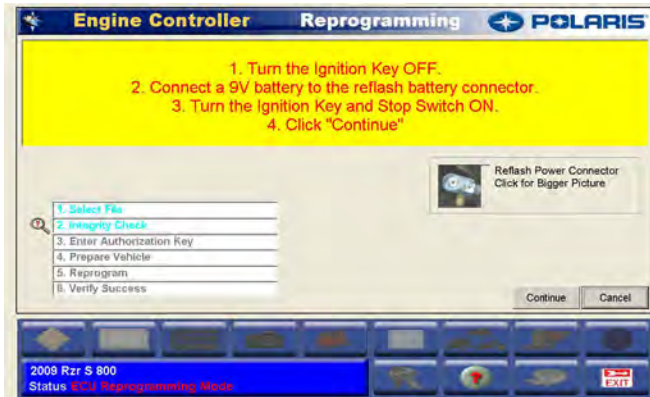 Engine Controller Reprogramming POLARIS
1. Turn the Ignition Key OFF.
2. Connect a 9V battery to the reflash battery connector.
3. Turn the Ignition Key and Stop Switch ON.
4. Click "Continue"
Reflash Power Connector
Click for Bigger Picture
1. Select File
2. Integrity Check
3. Enter Authorization Key
4. Prepare Vehicle
5. Reprogram
6. Verify Success
Continue Cancel
2009 Rzr S 800
Status ECU Reprogramming Mode
EXIT